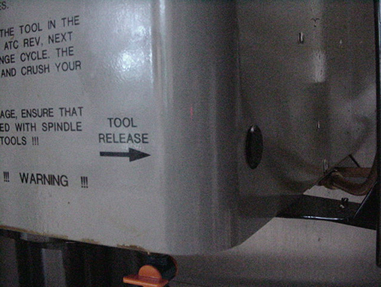 ES.
THE TOOL IN THE
ATC REV. NEXT
NGE CYCLE. THE
AND CRUSH YOUR
AGE, ENSURE THAT
ED WITH SPINDLE
TOOLS !!!
TOOL
RELEASE
!!! WARNING !!!